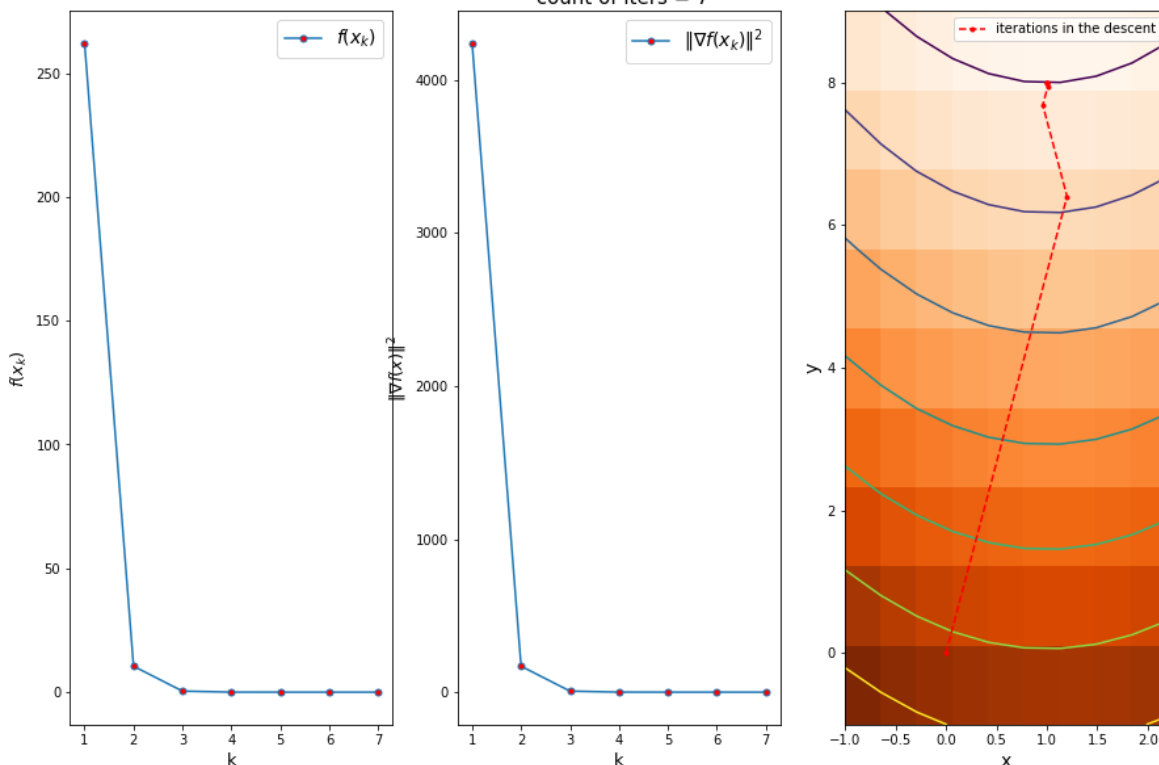 count of iters = 7
f(x_k)
250
200
150
100
50
0
f(x_k)
1 2 3 4 5 6 7
k
‖∇f(x_k)‖²
4000
3000
2000
1000
0
‖∇f(x)‖²
1 2 3 4 5 6 7
k
iterations in the descent
8
6
4
2
0
y
−1.0 −0.5 0.0 0.5 1.0 1.5 2.0
x